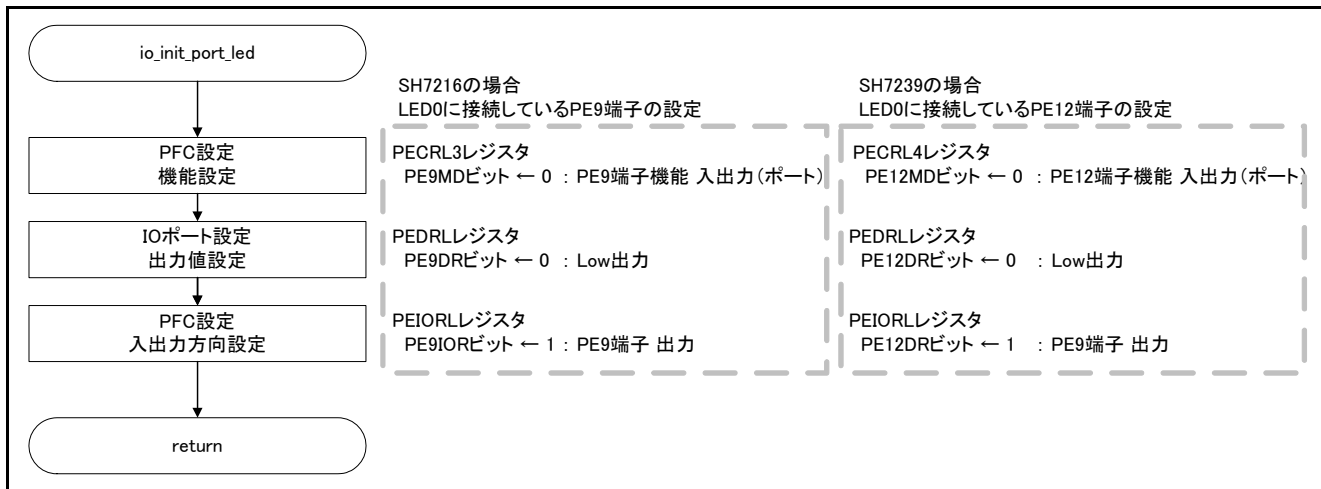 io_init_port_led
PFC設定
機能設定
IOポート設定
出力値設定
PFC設定
入出力方向設定
return
SH7216の場合
LED0に接続しているPE9端子の設定
PECRL3レジスタ
PE9MDビット ← 0 : PE9端子機能 入出力(ポート)
PEDRLレジスタ
PE9DRビット ← 0 : Low出力
PEIORLレジスタ
PE9IORビット ← 1 : PE9端子 出力
SH7239の場合
LED0に接続しているPE12端子の設定
PECRL4レジスタ
PE12MDビット ← 0 : PE12端子機能 入出力(ポート)
PEDRLレジスタ
PE12DRビット ← 0 : Low出力
PEIORLレジスタ
PE12DRビット ← 1 : PE9端子 出力